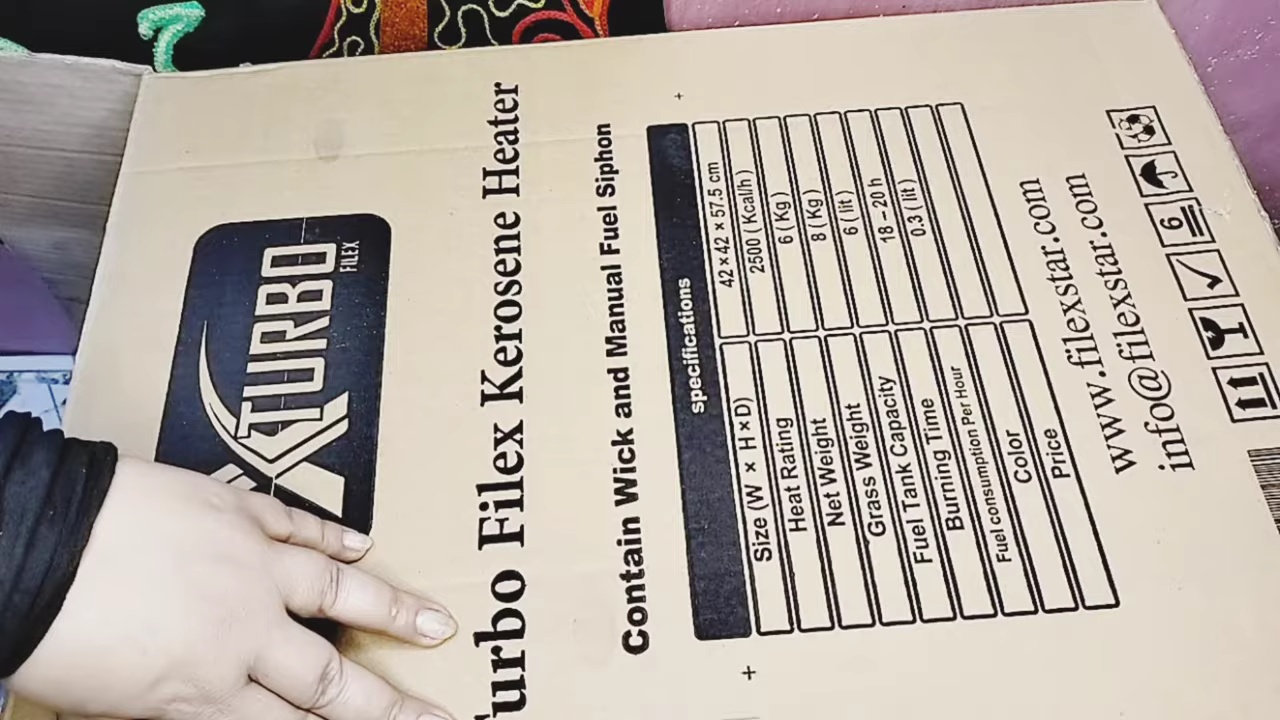 XTURBO
FILEX
urbo Filex Kerosene Heater
Contain Wick and Manual Fuel Siphon
specifications
Size (W × H×D) 42×42×57.5 cm
Heat Rating 2500 ( Kcal/h )
Net Weight 6 ( Kg )
Grass Weight 8 ( Kg )
Fuel Tank Capacity 6 ( lit )
Burning Time 18 – 20 h
Fuel consumption Per Hour 0.3 ( lit )
Color
Price
www.filexstar.com
info@filexstar.com
6